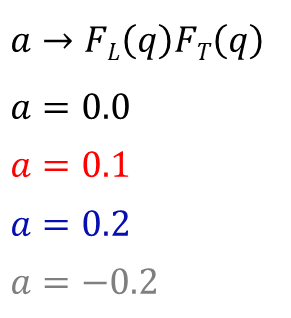 a → F_L(q)F_T(q)
a = 0.0
a = 0.1
a = 0.2
a = −0.2